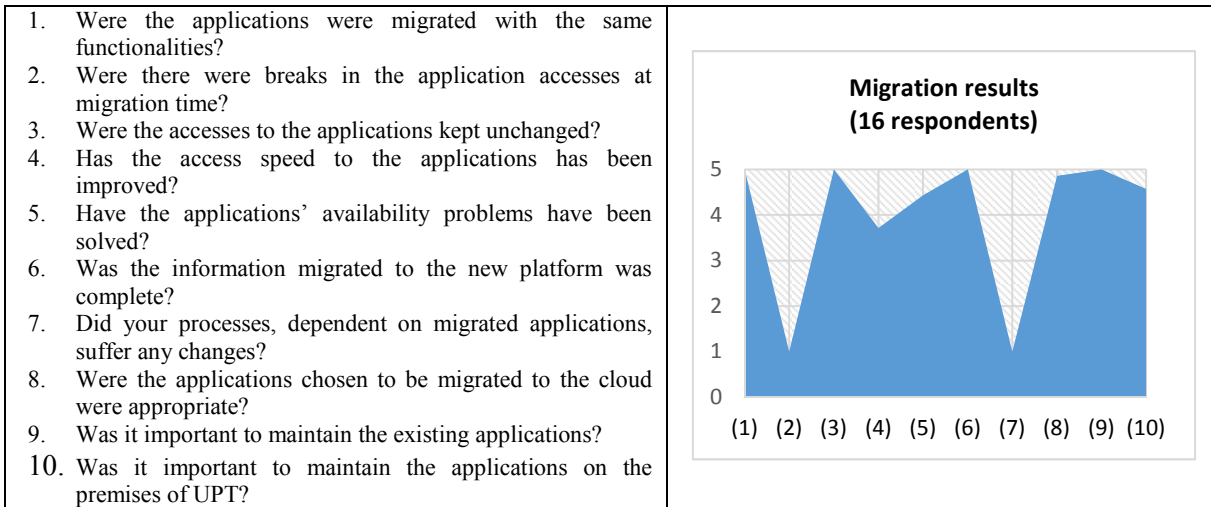 1. Were the applications were migrated with the same
functionalities?
2. Were there were breaks in the application accesses at
migration time?
3. Were the accesses to the applications kept unchanged?
4. Has the access speed to the applications has been
improved?
5. Have the applications’ availability problems have been
solved?
6. Was the information migrated to the new platform was
complete?
7. Did your processes, dependent on migrated applications,
suffer any changes?
8. Were the applications chosen to be migrated to the cloud
were appropriate?
9. Was it important to maintain the existing applications?
10. Was it important to maintain the applications on the
premises of UPT?
Migration results
(16 respondents)
5
4
3
2
1
0
(1) (2) (3) (4) (5) (6) (7) (8) (9) (10)